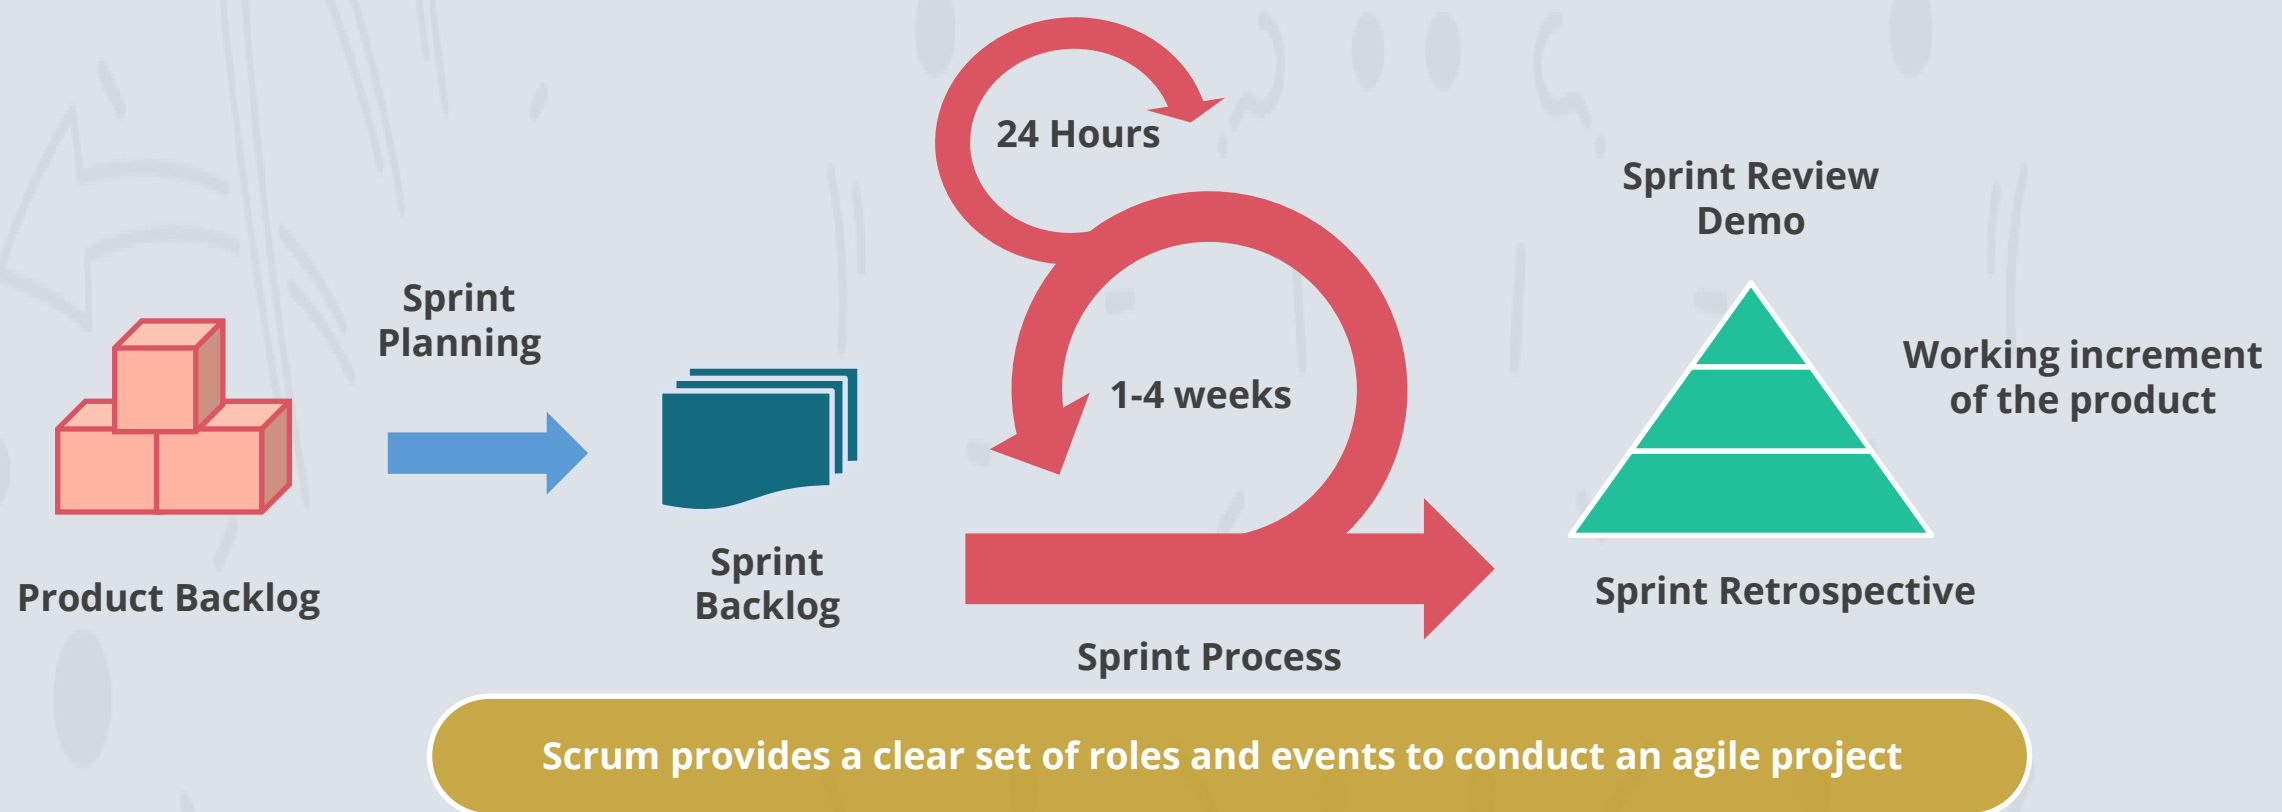 24 Hours
Sprint Review
Demo
Sprint
Planning
Working increment
of the product
1-4 weeks
Sprint
Backlog
Product Backlog
Sprint Retrospective
Sprint Process
Scrum provides a clear set of roles and events to conduct an agile project